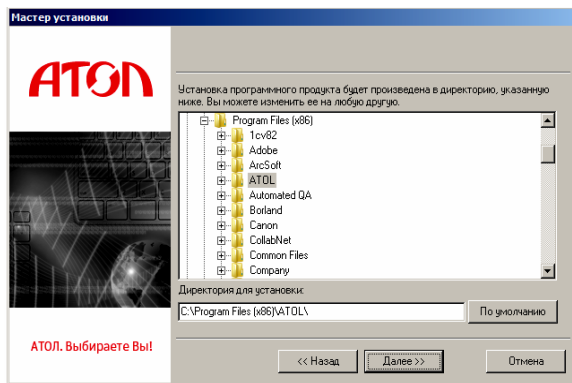 Мастер установки
АТОЛ
Установка программного продукта будет произведена в директорию, указанную
ниже. Вы можете изменить ее на любую другую.
Program Files (x86)
1cv82
Adobe
ArcSoft
ATOL
Automated QA
Borland
Canon
CollabNet
Common Files
Company
Директория для установки:
C:\Program Files (x86)\ATOL\
По умолчанию
АТОЛ. Выбираете Вы!
<< Назад
Далее >>
Отмена